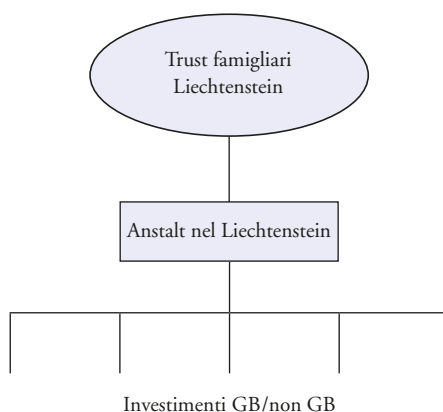 Trust famigliari
Liechtenstein
Anstalt nel Liechtenstein
Investimenti GB/non GB